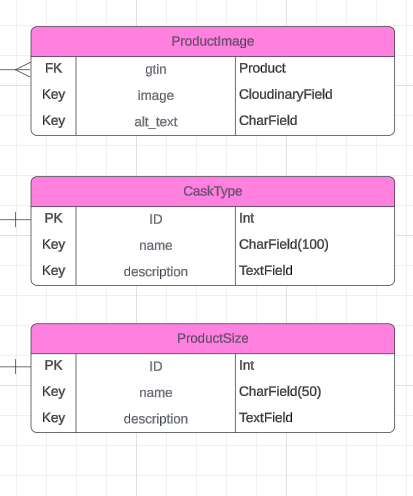 ProductImage
FK gtin Product
Key image CloudinaryField
Key alt_text CharField
CaskType
PK ID Int
Key name CharField(100)
Key description TextField
ProductSize
PK ID Int
Key name CharField(50)
Key description TextField